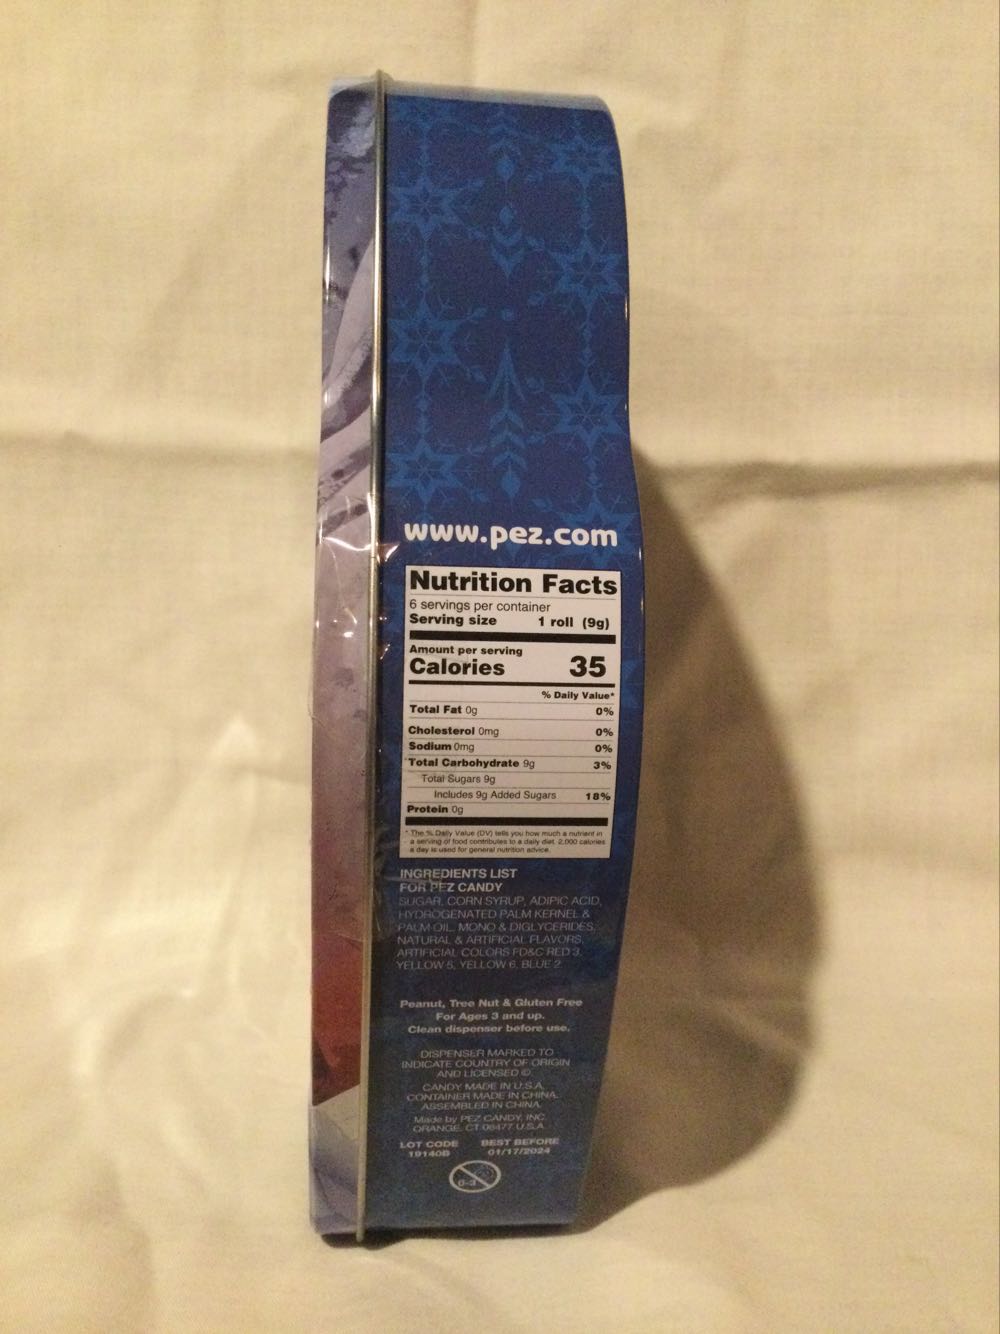 www.pez.com
Nutrition Facts
6 servings per container
Serving size 1 roll (9g)
Amount per serving
Calories 35
% Daily Value*
Total Fat 0g 0%
Cholesterol 0mg 0%
Sodium 0mg 0%
Total Carbohydrate 9g 3%
Total Sugars 9g
Includes 9g Added Sugars 18%
Protein 0g
* The % Daily Value (DV) tells you how much a nutrient in
a serving of food contributes to a daily diet. 2,000 calories
a day is used for general nutrition advice.
INGREDIENTS LIST
FOR PEZ CANDY
SUGAR, CORN SYRUP, ADIPIC ACID,
HYDROGENATED PALM KERNEL &
PALM OIL, MONO & DIGLYCERIDES,
NATURAL & ARTIFICIAL FLAVORS,
ARTIFICIAL COLORS FD&C RED 3,
YELLOW 5, YELLOW 6, BLUE 2
Peanut, Tree Nut & Gluten Free
For Ages 3 and up.
Clean dispenser before use.
DISPENSER MARKED TO
INDICATE COUNTRY OF ORIGIN
AND LICENSED ©.
CANDY MADE IN U.S.A.
CONTAINER MADE IN CHINA.
ASSEMBLED IN CHINA.
Made by PEZ CANDY, INC.
ORANGE, CT 06477 U.S.A.
LOT CODE BEST BEFORE
19140B 01/17/2024
0-3